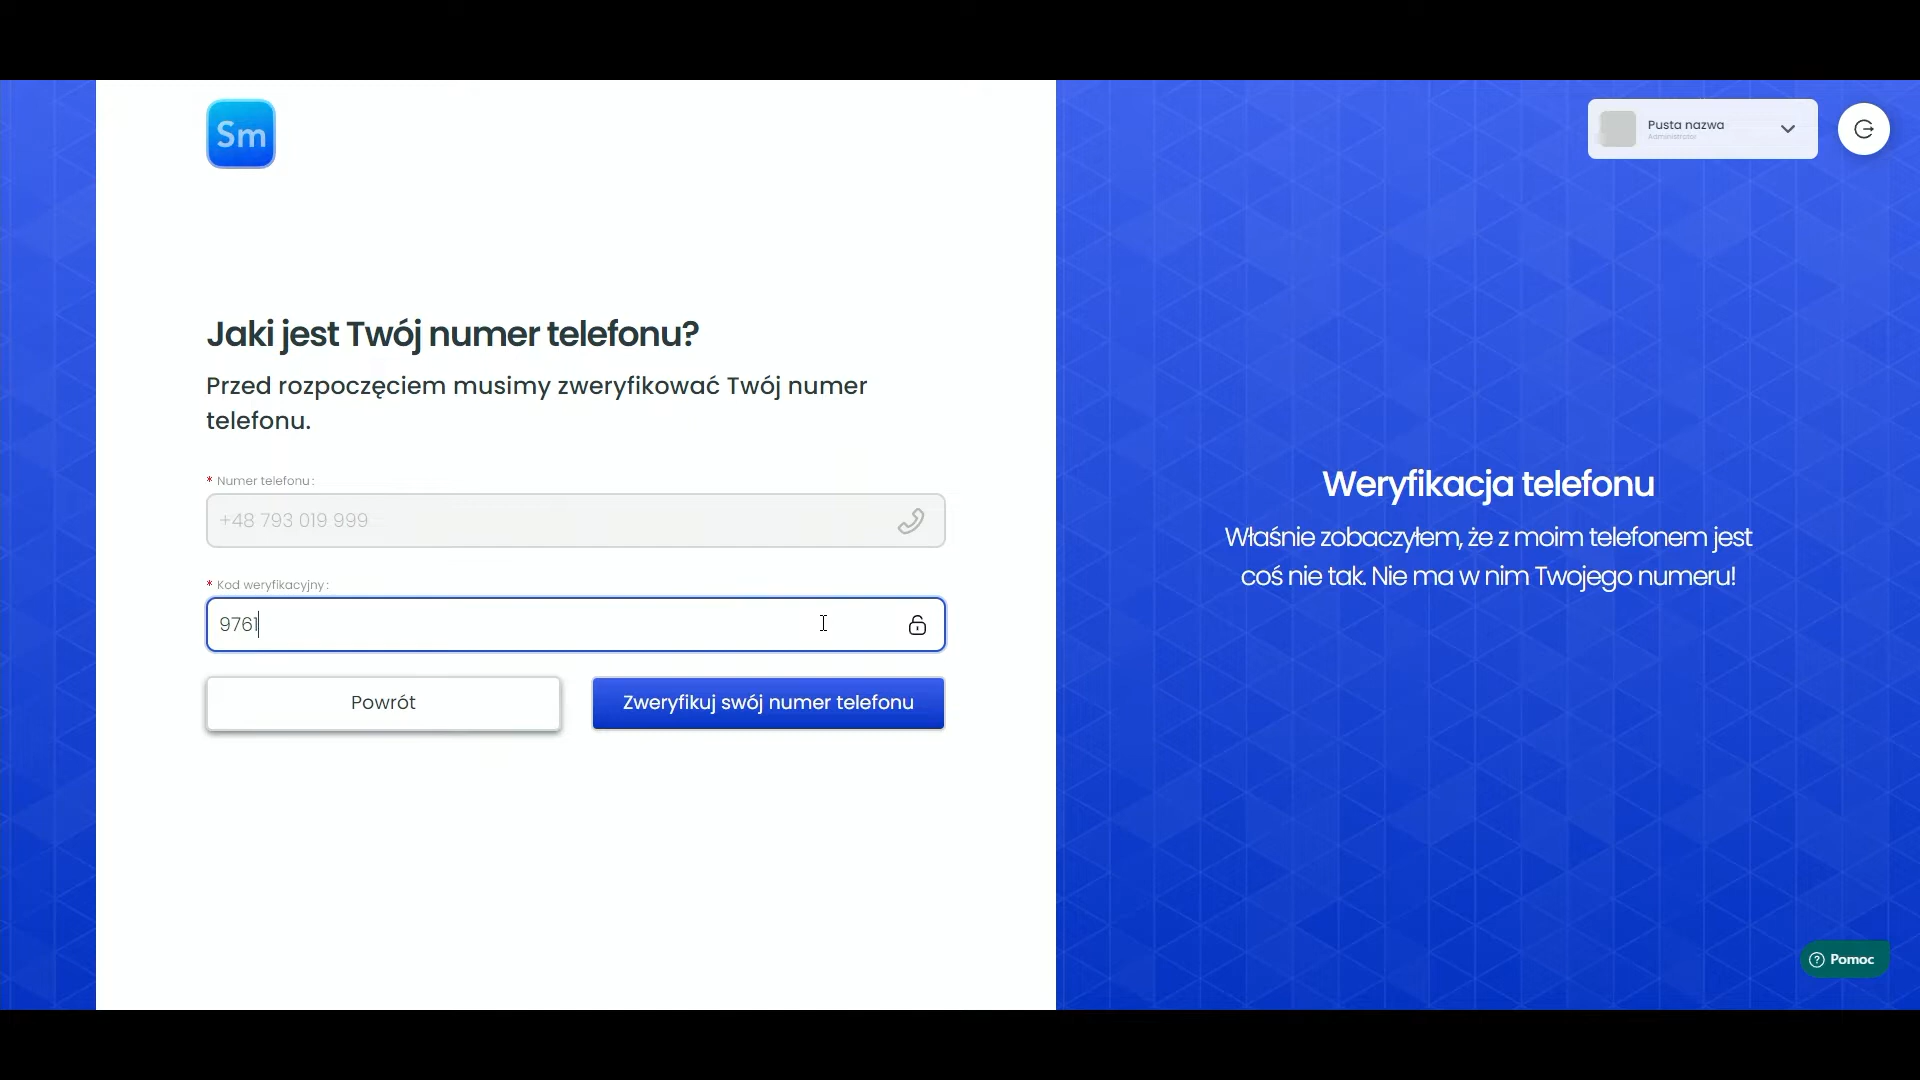 Sm
Pusta nazwa
Administrator
Jaki jest Twój numer telefonu?
Przed rozpoczęciem musimy zweryfikować Twój numer
telefonu.
* Numer telefonu:
+48 793 019 999
* Kod weryfikacyjny:
9761
Powrót
Zweryfikuj swój numer telefonu
Weryfikacja telefonu
Właśnie zobaczyłem, że z moim telefonem jest
coś nie tak. Nie ma w nim Twojego numeru!
Pomoc